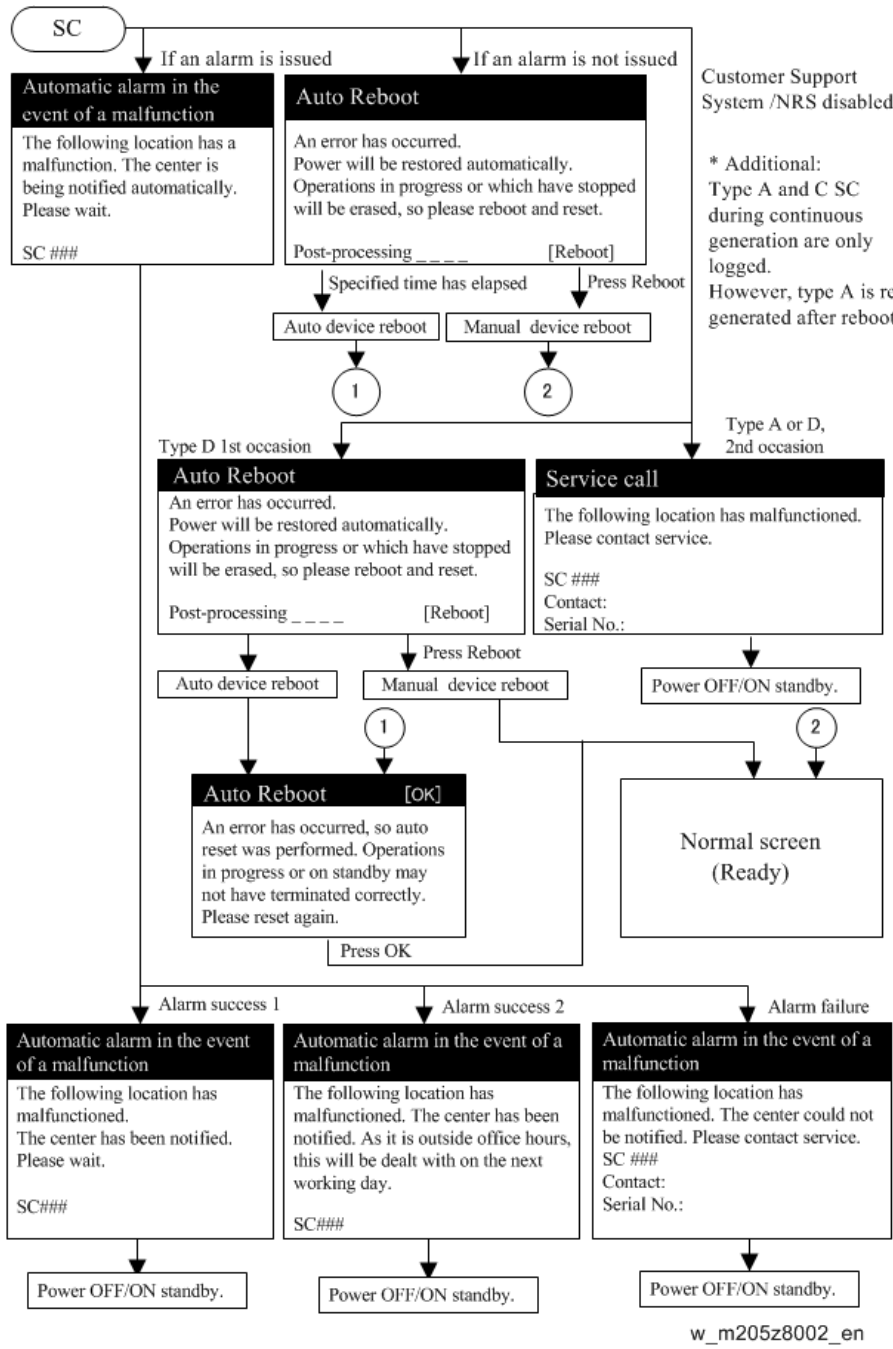 SC
If an alarm is issued
If an alarm is not issued
Automatic alarm in the
event of a malfunction
The following location has a
malfunction. The center is
being notified automatically.
Please wait.
SC ###
Auto Reboot
An error has occurred.
Power will be restored automatically.
Operations in progress or which have stopped
will be erased, so please reboot and reset.
Post-processing _ _ _ _ [Reboot]
Customer Support
System /NRS disabled
* Additional:
Type A and C SC
during continuous
generation are only
logged.
However, type A is re
generated after reboot
Specified time has elapsed
Press Reboot
Auto device reboot
Manual device reboot
1
2
Type D 1st occasion
Auto Reboot
An error has occurred.
Power will be restored automatically.
Operations in progress or which have stopped
will be erased, so please reboot and reset.
Post-processing _ _ _ _ [Reboot]
Type A or D,
2nd occasion
Service call
The following location has malfunctioned.
Please contact service.
SC ###
Contact:
Serial No.:
Press Reboot
Auto device reboot
Manual device reboot
Power OFF/ON standby.
1
2
Auto Reboot [OK]
An error has occurred, so auto
reset was performed. Operations
in progress or on standby may
not have terminated correctly.
Please reset again.
Normal screen
(Ready)
Press OK
Alarm success 1
Alarm success 2
Alarm failure
Automatic alarm in the event
of a malfunction
The following location has
malfunctioned.
The center has been notified.
Please wait.
SC###
Automatic alarm in the event of a
malfunction
The following location has
malfunctioned. The center has been
notified. As it is outside office hours,
this will be dealt with on the next
working day.
SC###
Automatic alarm in the event of a
malfunction
The following location has
malfunctioned. The center could not
be notified. Please contact service.
SC ###
Contact:
Serial No.:
Power OFF/ON standby.
Power OFF/ON standby.
Power OFF/ON standby.
w_m205z8002_en